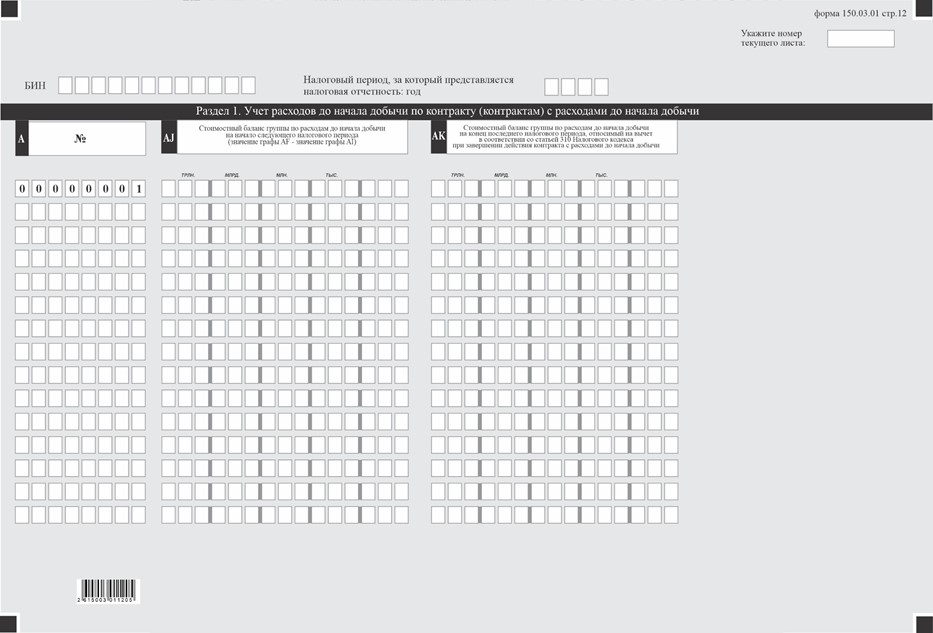 форма 150.03.01 стр.12
Укажите номер
текущего листа:
БИН
Налоговый период, за который представляется
налоговая отчетность: год
Раздел 1. Учет расходов до начала добычи по контракту (контрактам) с расходами до начала добычи
A
№
AJ
Стоимостный баланс группы по расходам до начала добычи
на начало следующего налогового периода
(значение графы AF - значение графы AI)
AK
Стоимостный баланс группы по расходам до начала добычи
на конец последнего налогового периода, относимый на вычет
в соответствии со статьей 310 Налогового кодекса
при завершении действия контракта с расходами до начала добычи
ТРЛН. МЛРД. МЛН. ТЫС.
ТРЛН. МЛРД. МЛН. ТЫС.
0 0 0 0 0 0 0 1
2 615003 011205